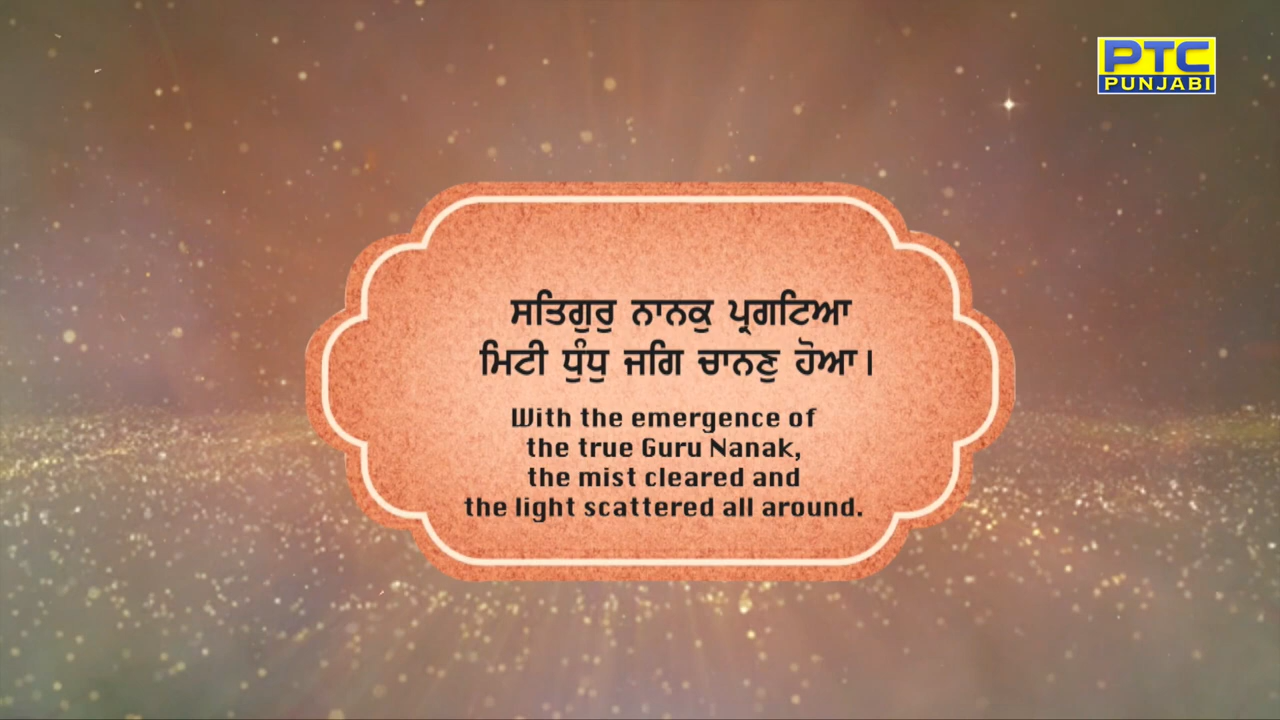 PTC
PUNJABI
ਸਤਿਗੁਰੁ ਨਾਨਕੁ ਪ੍ਰਗਟਿਆ
ਮਿਟੀ ਧੁੰਧੁ ਜਗਿ ਚਾਨਣੁ ਹੋਆ।
With the emergence of
the true Guru Nanak,
the mist cleared and
the light scattered all around.